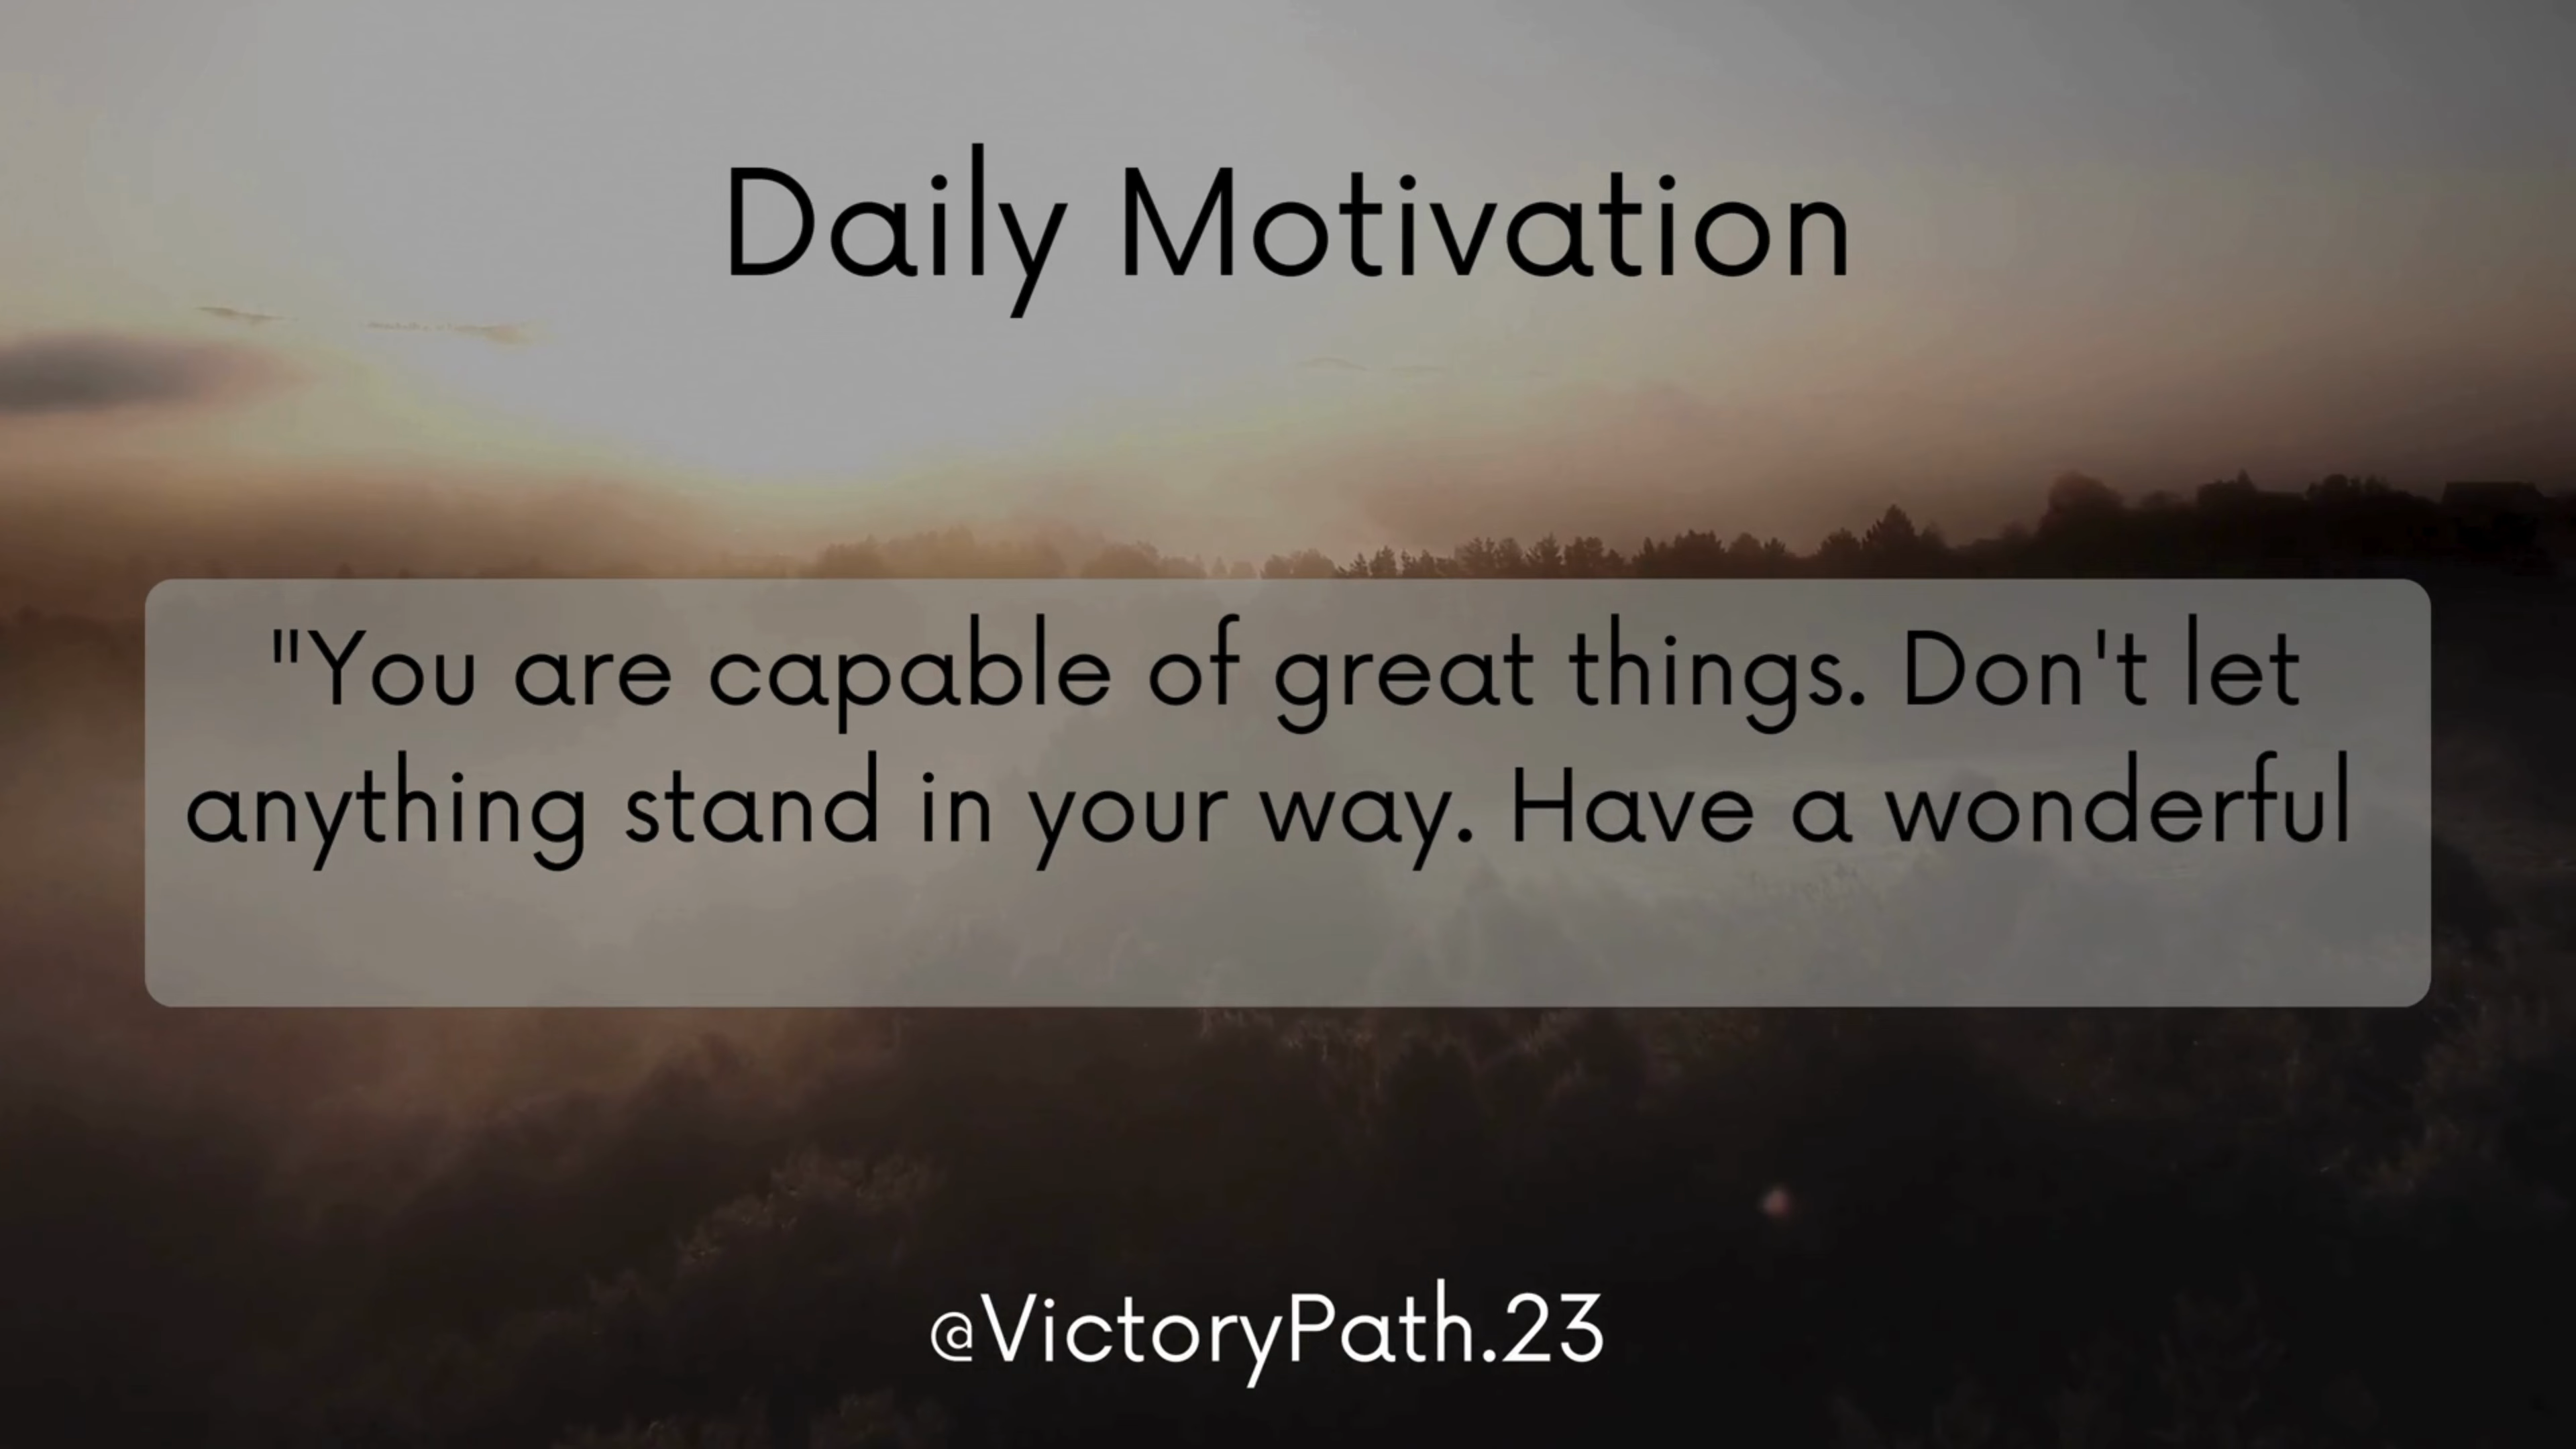 Daily Motivation
"You are capable of great things. Don't let
anything stand in your way. Have a wonderful
@VictoryPath.23